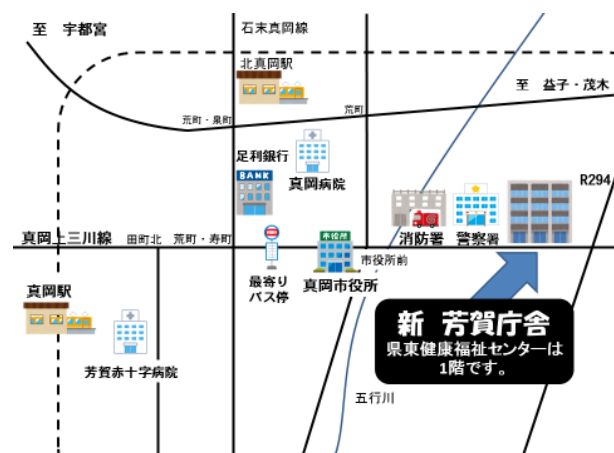 至 宇都宮
石末真岡線
北真岡駅
至 益子・茂木
荒町
荒町・泉町
足利銀行
BANK
真岡病院
R294
市役所
真岡上三川線
田町北
荒町・寿町
消防署
警察署
市役所前
最寄り
バス停
真岡市役所
真岡駅
新 芳賀庁舎
県東健康福祉センターは
1階です。
芳賀赤十字病院
五行川